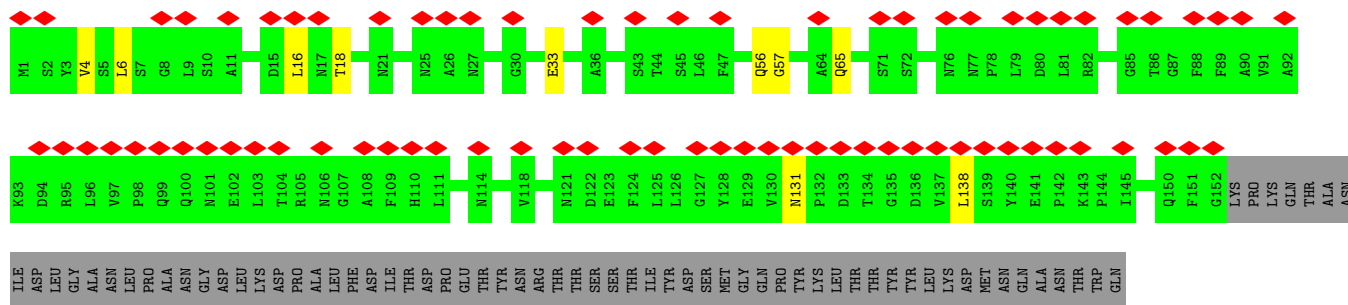 M1 S2 Y3 V4 S5 L6 S7 G8 L9 S10 A11 D15 L16 N17 T18 N21 N25 A26 N27 G30 E33 A36 S43 T44 S45 L46 F47 Q56 G57 A64 Q65 S71 S72 N76 N77 P78 L79 D80 L81 R82 G85 T86 G87 F88 F89 A90 V91 A92
K93 D94 R95 L96 V97 P98 Q99 Q100 N101 E102 L103 T104 R105 N106 G107 A108 F109 H110 L111 N114 V118 N121 D122 E123 F124 L125 L126 G127 Y128 E129 V130 N131 P132 D133 T134 G135 D136 V137 L138 S139 Y140 E141 P142 K143 P144 I145 Q150 F151 G152 LYS PRO LYS GLN THR ALA ASN
ILE ASP LEU GLY ALA ASN LEU PRO ALA ASN GLY ASP LEU LYS ASP PRO ALA LEU PHE ASP ILE THR ASP PRO GLU THR THR ASN ARG THR THR SER SER THR ILE TYR ASP SER MET GLY GLN PRO TYR LYS LEU THR THR TYR TYR LEU LYS ASP MET ASN GLN ALA ASN THR TRP GLN